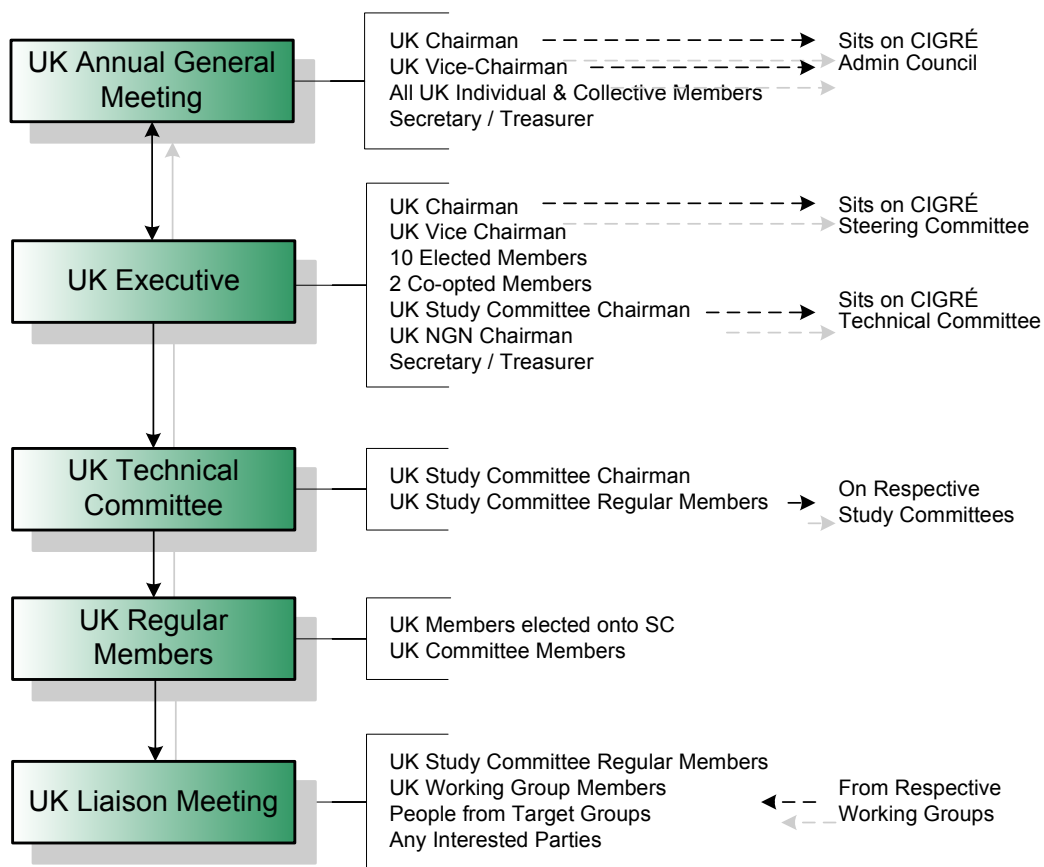 UK Annual General
Meeting
UK Chairman
UK Vice-Chairman
All UK Individual & Collective Members
Secretary / Treasurer
Sits on CIGRÉ
Admin Council
UK Executive
UK Chairman
UK Vice Chairman
10 Elected Members
2 Co-opted Members
UK Study Committee Chairman
UK NGN Chairman
Secretary / Treasurer
Sits on CIGRÉ
Steering Committee
Sits on CIGRÉ
Technical Committee
UK Technical
Committee
UK Study Committee Chairman
UK Study Committee Regular Members
On Respective
Study Committees
UK Regular
Members
UK Members elected onto SC
UK Committee Members
UK Liaison Meeting
UK Study Committee Regular Members
UK Working Group Members
People from Target Groups
Any Interested Parties
From Respective
Working Groups